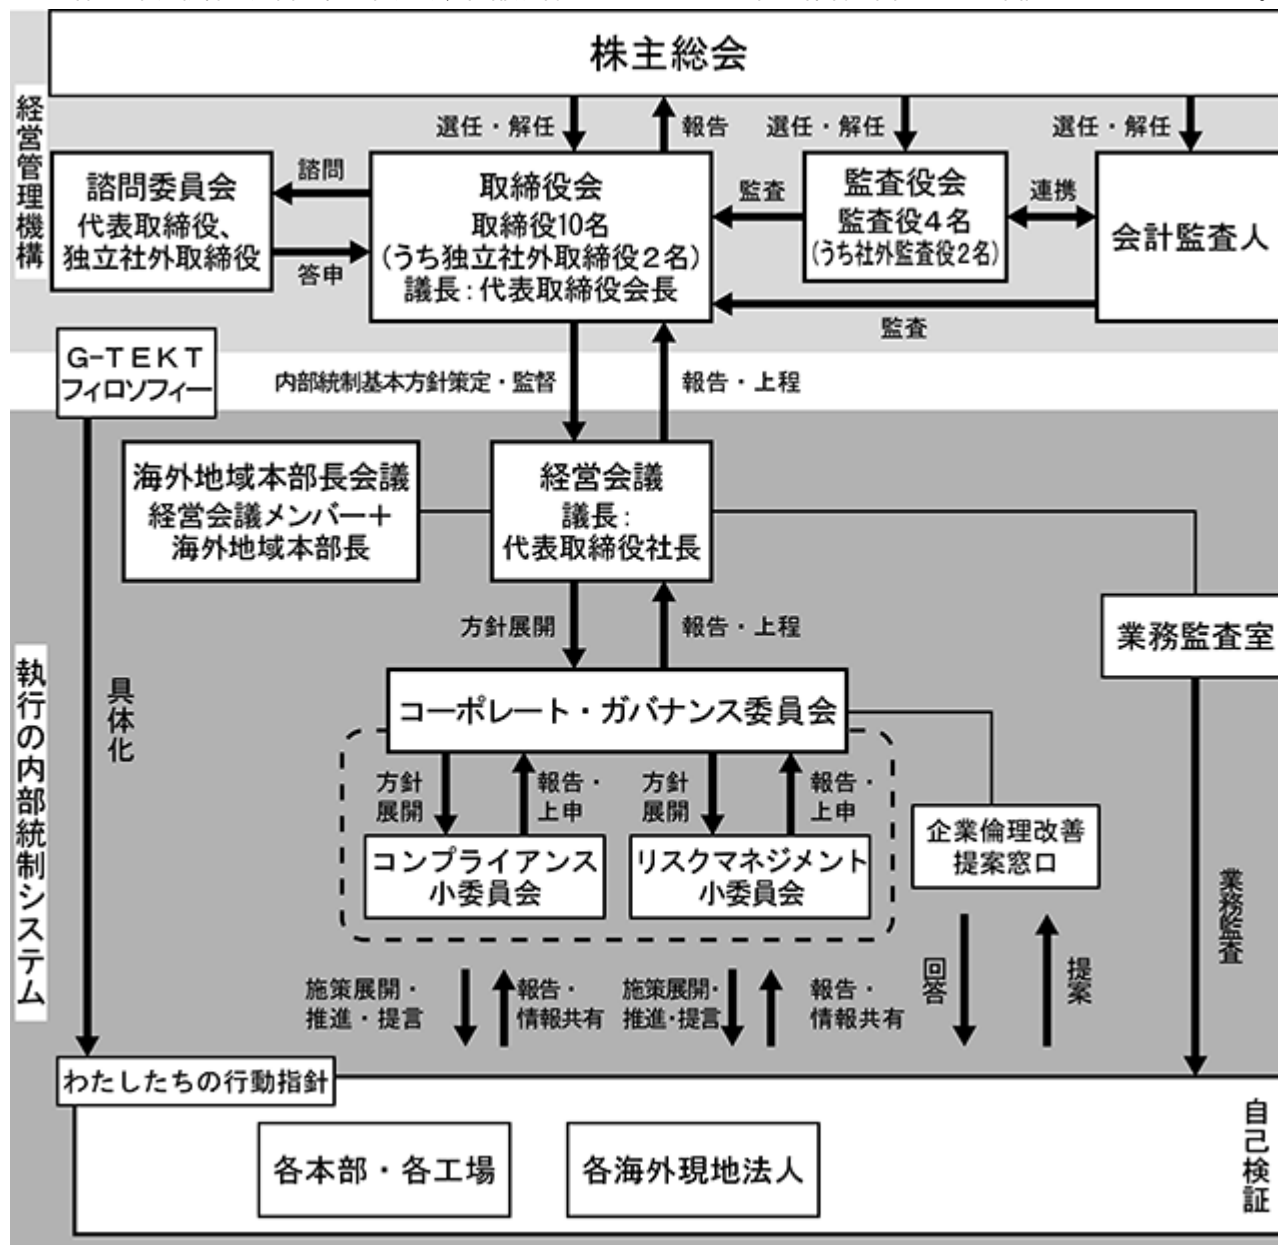 株主総会
経営管理機構
選任・解任
報告
選任・解任
選任・解任
諮問委員会
代表取締役、
独立社外取締役
諮問
答申
取締役会
取締役10名
(うち独立社外取締役２名)
議長：代表取締役会長
監査
監査役会
監査役４名
(うち社外監査役2名)
連携
会計監査人
監査
G-TEKT
フィロソフィー
内部統制基本方針策定・監督
報告・上程
執行の内部統制システム
具体化
海外地域本部長会議
経営会議メンバー＋
海外地域本部長
経営会議
議長：
代表取締役社長
方針展開
報告・上程
業務監査室
コーポレート・ガバナンス委員会
方針
展開
報告・
上申
方針
展開
報告・
上申
コンプライアンス
小委員会
リスクマネジメント
小委員会
企業倫理改善
提案窓口
業務監査
施策展開・
推進・提言
報告・
情報共有
施策展開・
推進・提言
報告・
情報共有
回答
提案
わたしたちの行動指針
各本部・各工場
各海外現地法人
自己検証